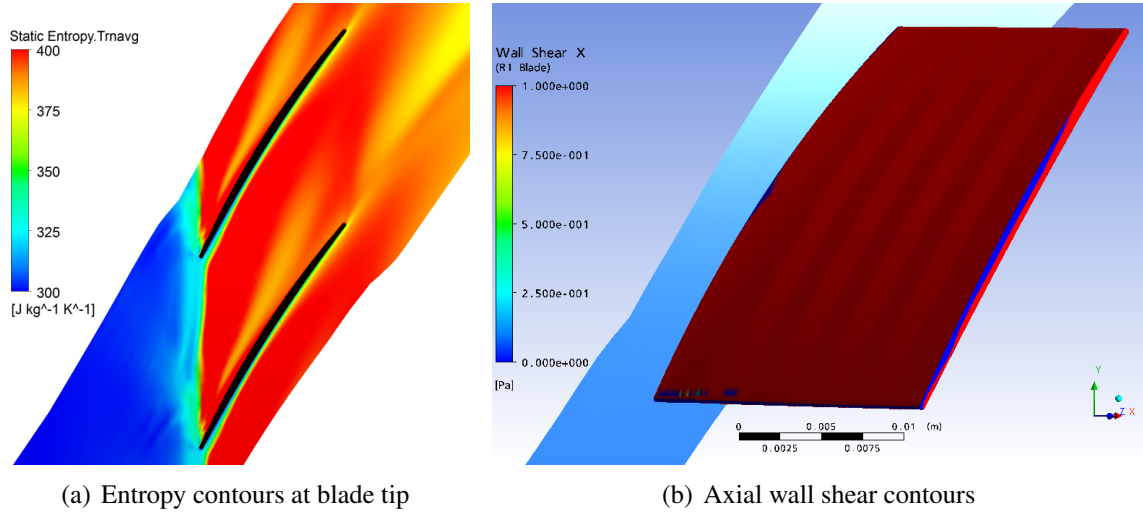 Static Entropy.Trnavg
400
375
350
325
300
[J kg^-1 K^-1]
Wall Shear X
(R1 Blade)
1.000e+000
7.500e-001
5.000e-001
2.500e-001
0.000e+000
[Pa]
0 0.005 0.01 (m)
0.0025 0.0075
Y
Z X
(a) Entropy contours at blade tip
(b) Axial wall shear contours